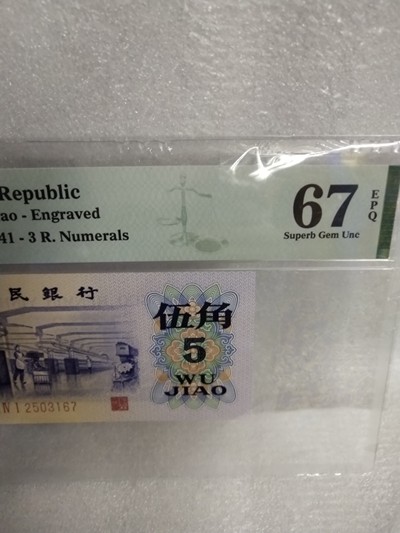 Republic
ao - Engraved
41 - 3 R. Numerals
67
EPQ
Superb Gem Unc
民銀行
伍角
5
WU
JIAO
IV I 2503167